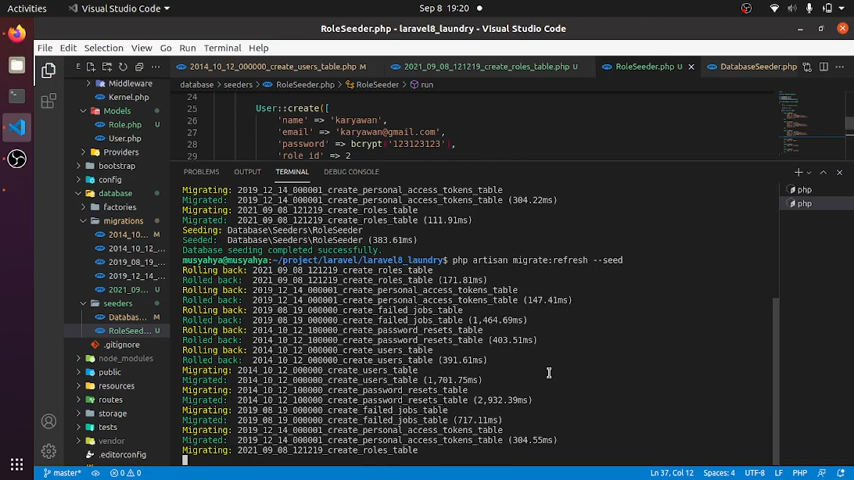 Activities
Visual Studio Code
Sep 8 19:20
RoleSeeder.php - laravel8_laundry - Visual Studio Code
File Edit Selection View Go Run Terminal Help
2014_10_12_000000_create_users_table.php M
2021_09_08_121219_create_roles_table.php U
RoleSeeder.php U
DatabaseSeeder.php
database > seeders > RoleSeeder.php > RoleSeeder > run
Middleware
Kernel.php
Models
Role.php U
User.php
Providers
bootstrap
config
database
factories
migrations
2014_10... M
2014_10_12_...
2019_08_19_...
2019_12_14_...
2021_09... U
seeders
Databas... M
RoleSeed... U
.gitignore
node_modules
public
resources
routes
storage
tests
vendor
.editorconfig
24
25 User::create([
26 'name' => 'karyawan',
27 'email' => 'karyawan@gmail.com',
28 'password' => bcrypt('123123123'),
29 'role_id' => 2
PROBLEMS OUTPUT TERMINAL DEBUG CONSOLE
php
php
Migrating: 2019_12_14_000001_create_personal_access_tokens_table
Migrated: 2019_12_14_000001_create_personal_access_tokens_table (304.22ms)
Migrating: 2021_09_08_121219_create_roles_table
Migrated: 2021_09_08_121219_create_roles_table (111.91ms)
Seeding: Database\Seeders\RoleSeeder
Seeded: Database\Seeders\RoleSeeder (383.61ms)
Database seeding completed successfully.
musyahya@musyahya:~/project/laravel/laravel8_laundry$ php artisan migrate:refresh --seed
Rolling back: 2021_09_08_121219_create_roles_table
Rolled back: 2021_09_08_121219_create_roles_table (171.81ms)
Rolling back: 2019_12_14_000001_create_personal_access_tokens_table
Rolled back: 2019_12_14_000001_create_personal_access_tokens_table (147.41ms)
Rolling back: 2019_08_19_000000_create_failed_jobs_table
Rolled back: 2019_08_19_000000_create_failed_jobs_table (1,464.69ms)
Rolling back: 2014_10_12_100000_create_password_resets_table
Rolled back: 2014_10_12_100000_create_password_resets_table (403.51ms)
Rolling back: 2014_10_12_000000_create_users_table
Rolled back: 2014_10_12_000000_create_users_table (391.61ms)
Migrating: 2014_10_12_000000_create_users_table
Migrated: 2014_10_12_000000_create_users_table (1,701.75ms)
Migrating: 2014_10_12_100000_create_password_resets_table
Migrated: 2014_10_12_100000_create_password_resets_table (2,932.39ms)
Migrating: 2019_08_19_000000_create_failed_jobs_table
Migrated: 2019_08_19_000000_create_failed_jobs_table (717.11ms)
Migrating: 2019_12_14_000001_create_personal_access_tokens_table
Migrated: 2019_12_14_000001_create_personal_access_tokens_table (304.55ms)
Migrating: 2021_09_08_121219_create_roles_table
master*
0 0
Ln 37, Col 12 Spaces: 4 UTF-8 LF PHP